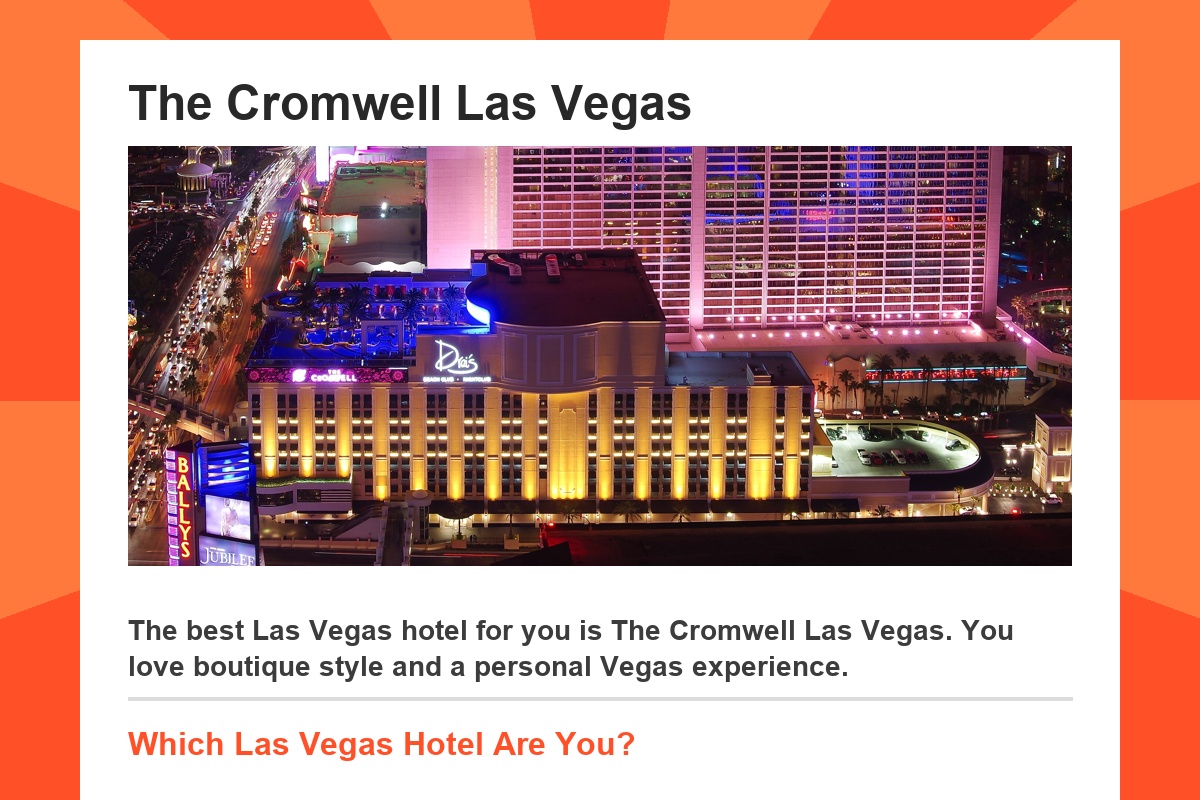 The Cromwell Las Vegas
Drai's
BEACH CLUB • NIGHTCLUB
THE
CROMWELL
BALLYS
JUBILEE
The best Las Vegas hotel for you is The Cromwell Las Vegas. You
love boutique style and a personal Vegas experience.
Which Las Vegas Hotel Are You?